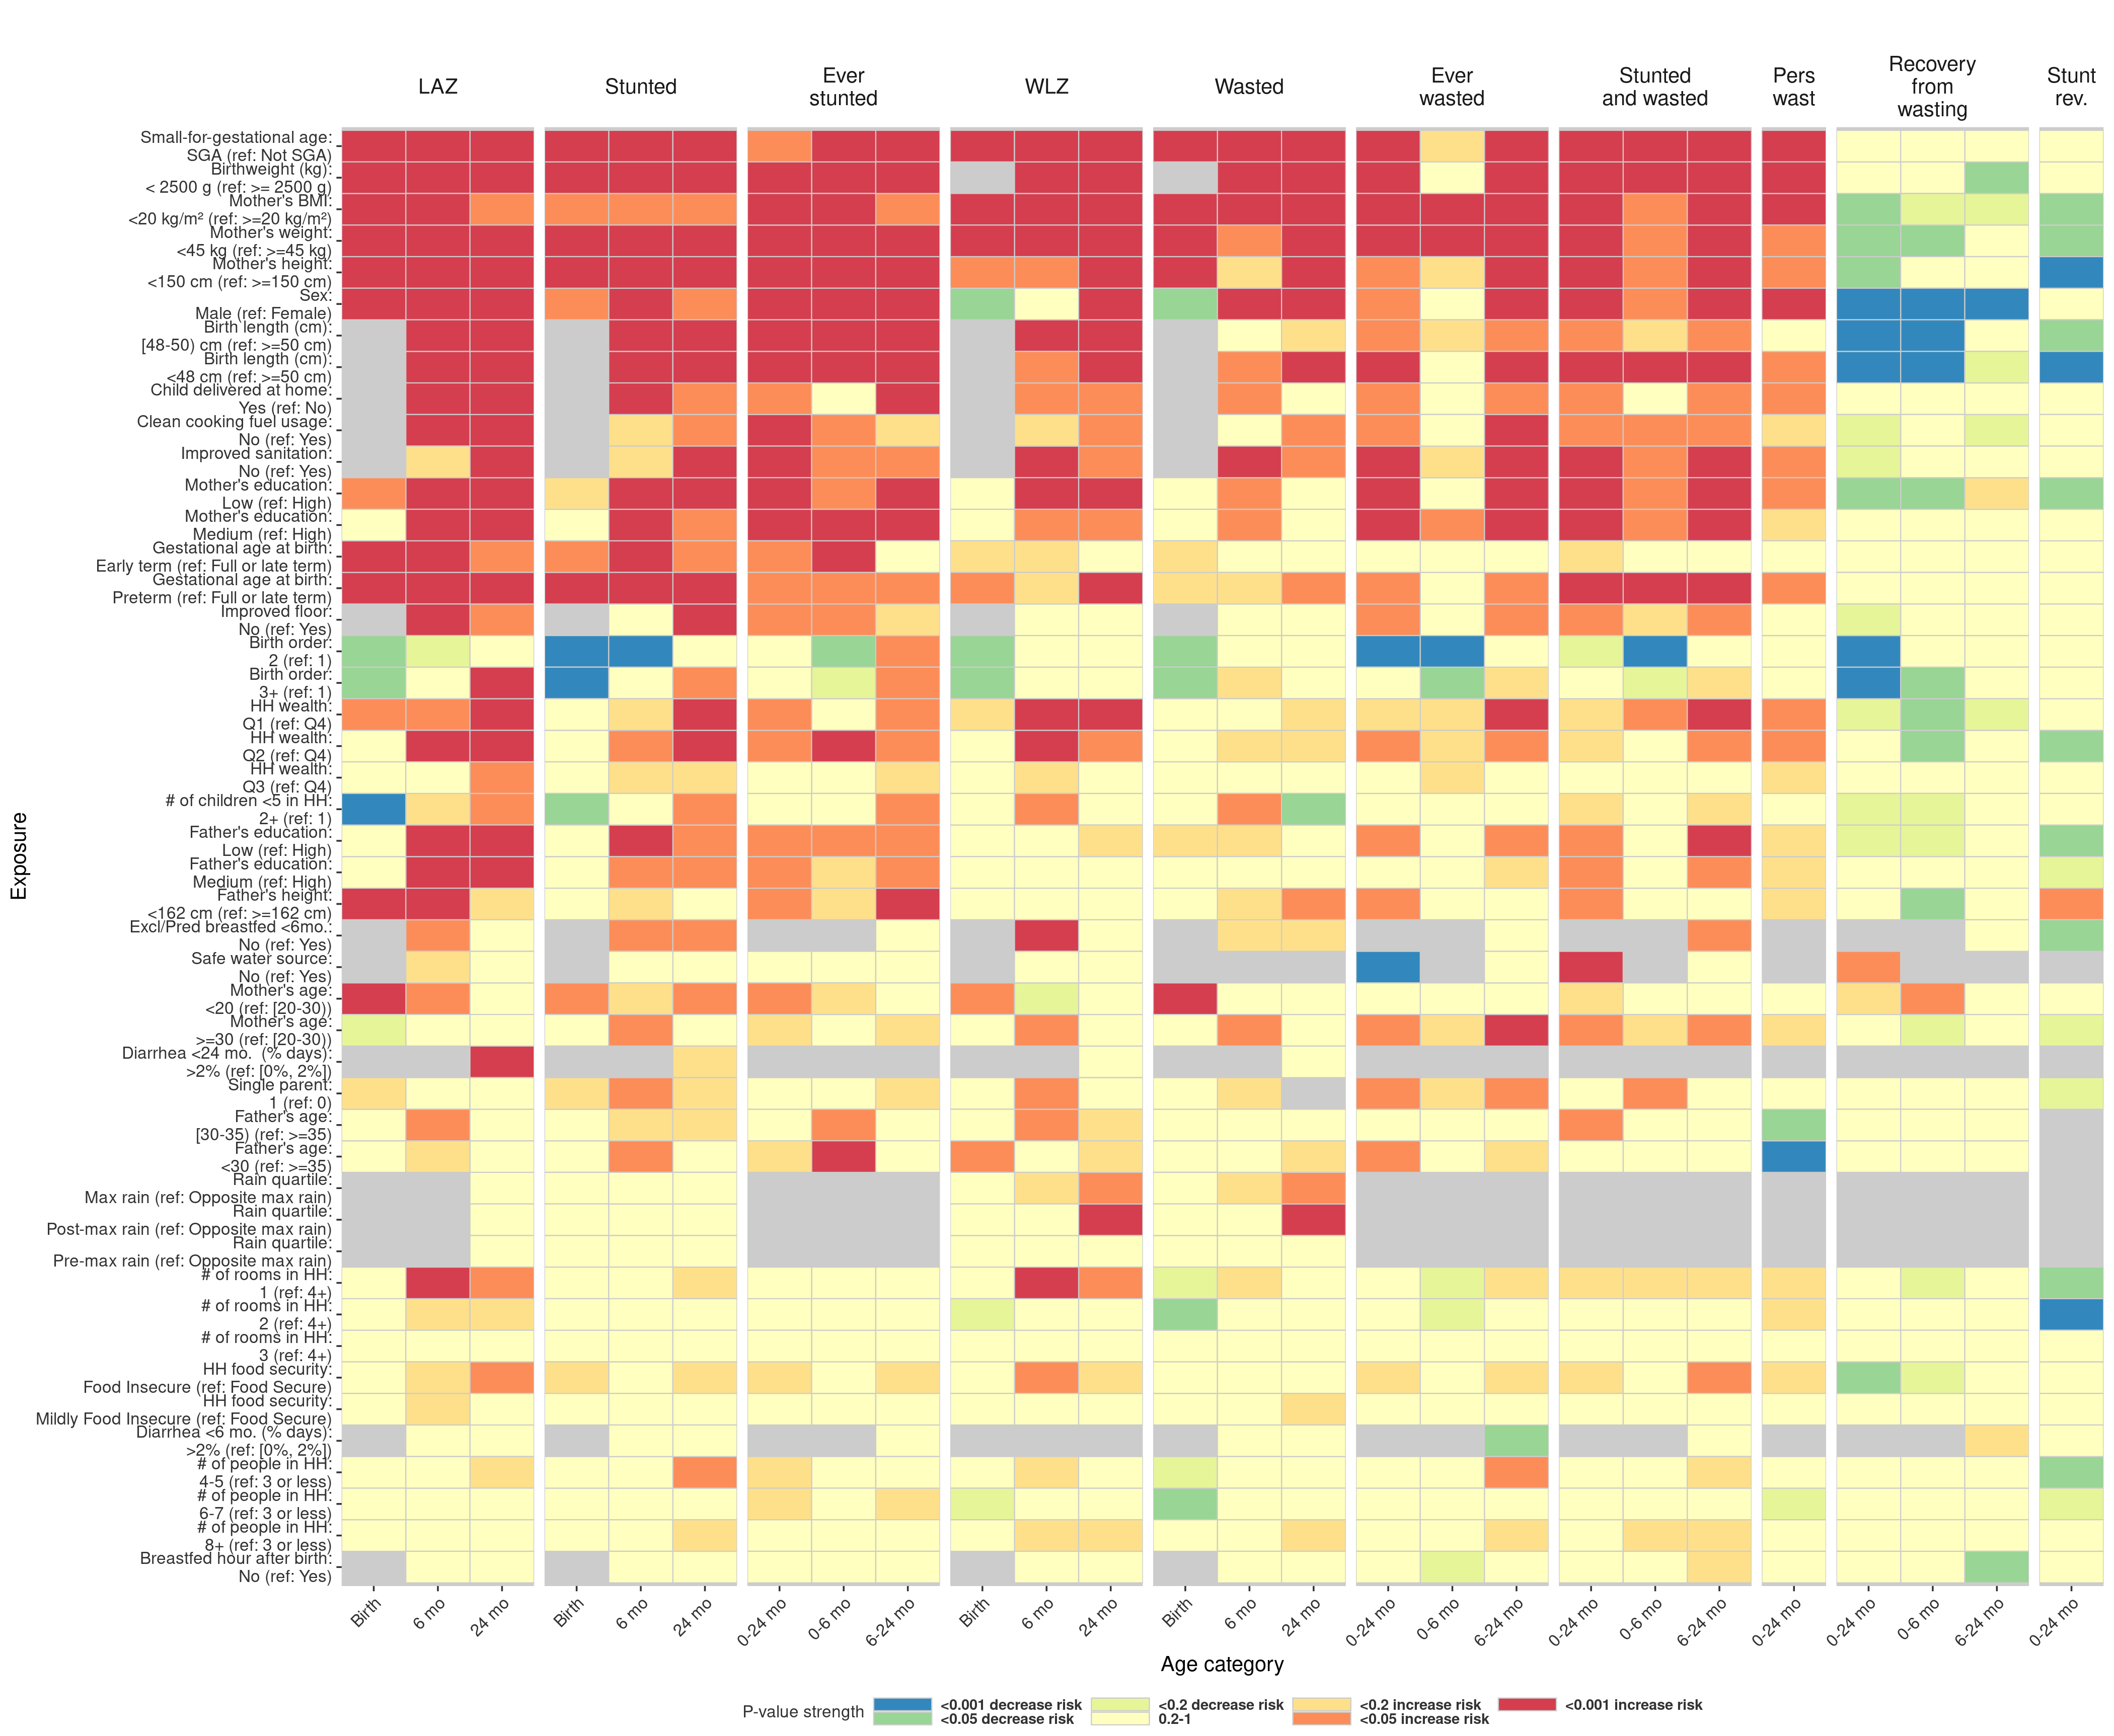 LAZ
Stunted
Ever
stunted
WLZ
Wasted
Ever
wasted
Stunted
and wasted
Pers
wast
Recovery
from
wasting
Stunt
rev.
Exposure
Small-for-gestational age:
SGA (ref: Not SGA)
Birthweight (kg):
< 2500 g (ref: >= 2500 g)
Mother's BMI:
<20 kg/m² (ref: >=20 kg/m²)
Mother's weight:
<45 kg (ref: >=45 kg)
Mother's height:
<150 cm (ref: >=150 cm)
Sex:
Male (ref: Female)
Birth length (cm):
[48-50) cm (ref: >=50 cm)
Birth length (cm):
<48 cm (ref: >=50 cm)
Child delivered at home:
Yes (ref: No)
Clean cooking fuel usage:
No (ref: Yes)
Improved sanitation:
No (ref: Yes)
Mother's education:
Low (ref: High)
Mother's education:
Medium (ref: High)
Gestational age at birth:
Early term (ref: Full or late term)
Gestational age at birth:
Preterm (ref: Full or late term)
Improved floor:
No (ref: Yes)
Birth order:
2 (ref: 1)
Birth order:
3+ (ref: 1)
HH wealth:
Q1 (ref: Q4)
HH wealth:
Q2 (ref: Q4)
HH wealth:
Q3 (ref: Q4)
# of children <5 in HH:
2+ (ref: 1)
Father's education:
Low (ref: High)
Father's education:
Medium (ref: High)
Father's height:
<162 cm (ref: >=162 cm)
Excl/Pred breastfed <6mo.:
No (ref: Yes)
Safe water source:
No (ref: Yes)
Mother's age:
<20 (ref: [20-30))
Mother's age:
>=30 (ref: [20-30))
Diarrhea <24 mo. (% days):
>2% (ref: [0%, 2%])
Single parent:
1 (ref: 0)
Father's age:
[30-35) (ref: >=35)
Father's age:
<30 (ref: >=35)
Rain quartile:
Max rain (ref: Opposite max rain)
Rain quartile:
Post-max rain (ref: Opposite max rain)
Rain quartile:
Pre-max rain (ref: Opposite max rain)
# of rooms in HH:
1 (ref: 4+)
# of rooms in HH:
2 (ref: 4+)
# of rooms in HH:
3 (ref: 4+)
HH food security:
Food Insecure (ref: Food Secure)
HH food security:
Mildly Food Insecure (ref: Food Secure)
Diarrhea <6 mo. (% days):
>2% (ref: [0%, 2%])
# of people in HH:
4-5 (ref: 3 or less)
# of people in HH:
6-7 (ref: 3 or less)
# of people in HH:
8+ (ref: 3 or less)
Breastfed hour after birth:
No (ref: Yes)
Birth
6 mo
24 mo
Birth
6 mo
24 mo
0-24 mo
0-6 mo
6-24 mo
Birth
6 mo
24 mo
Birth
6 mo
24 mo
0-24 mo
0-6 mo
6-24 mo
0-24 mo
0-6 mo
6-24 mo
0-24 mo
0-24 mo
0-6 mo
6-24 mo
0-24 mo
Age category
P-value strength
<0.001 decrease risk
<0.05 decrease risk
<0.2 decrease risk
0.2-1
<0.2 increase risk
<0.05 increase risk
<0.001 increase risk